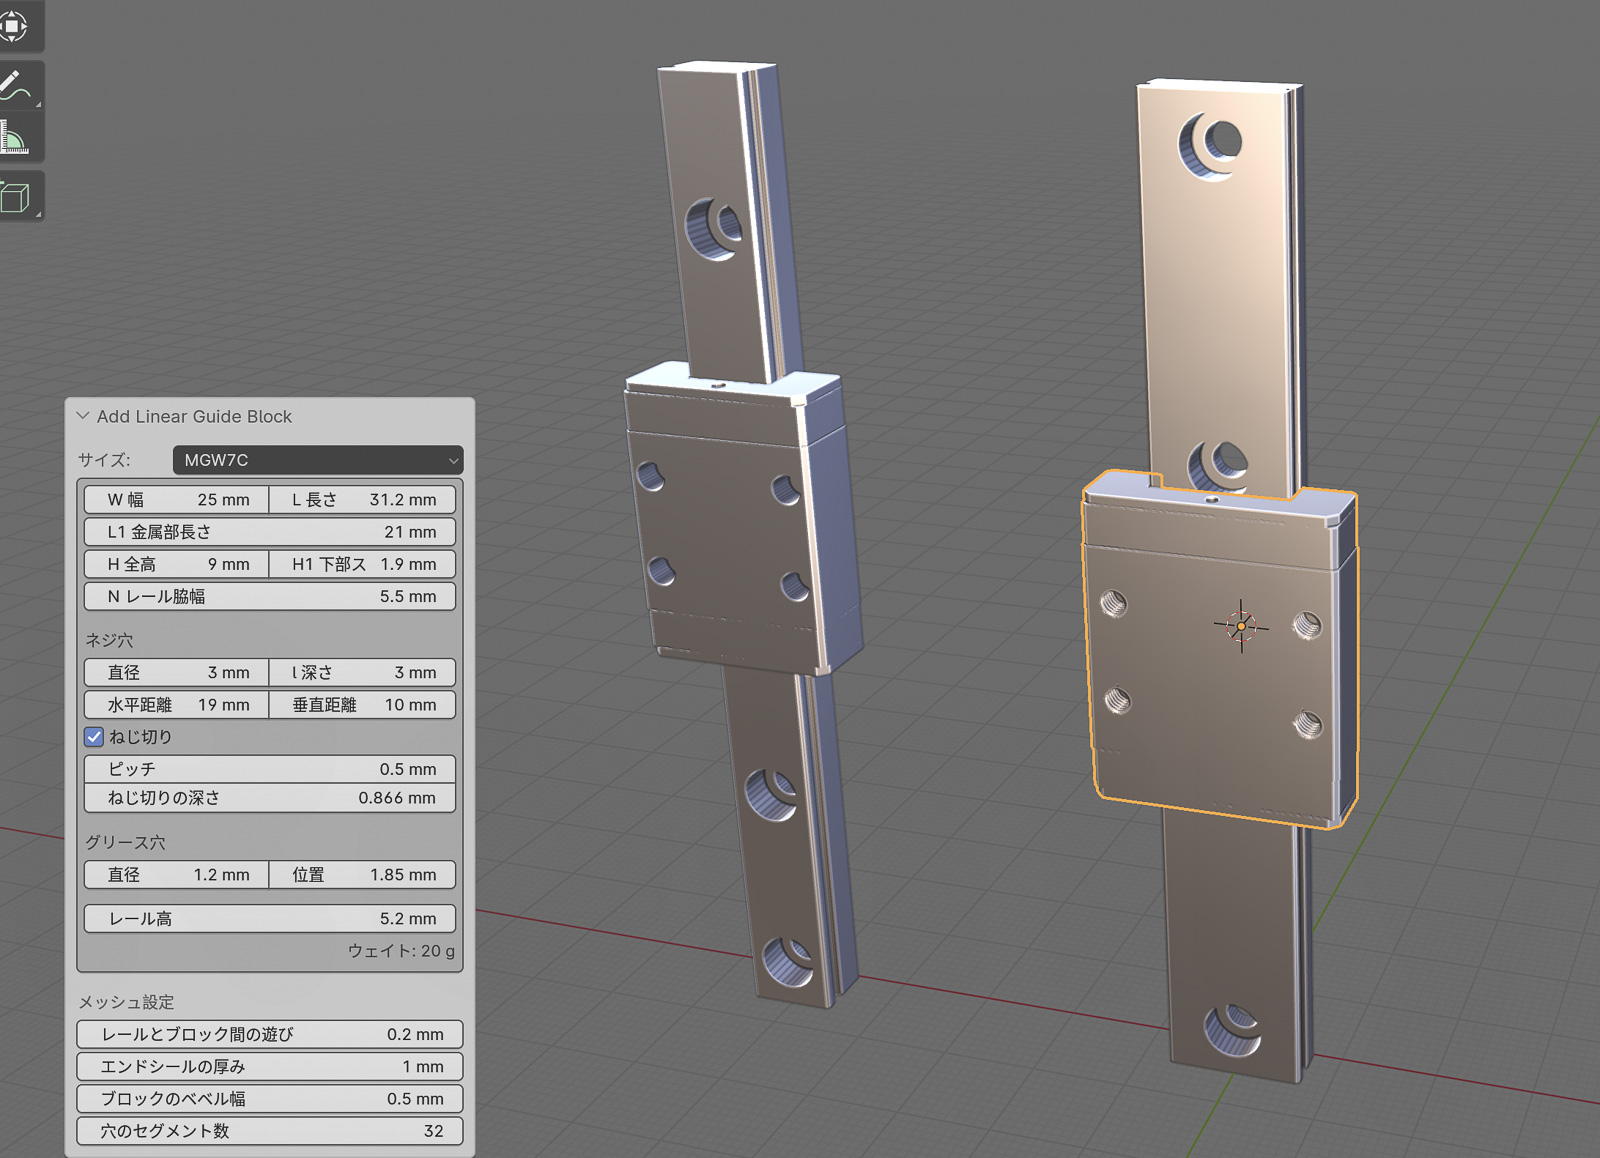 Add Linear Guide Block
サイズ: MGW7C
W 幅 25 mm L 長さ 31.2 mm
L1 金属部長さ 21 mm
H 全高 9 mm H1 下部ス 1.9 mm
N レール脇幅 5.5 mm
ネジ穴
直径 3 mm l 深さ 3 mm
水平距離 19 mm 垂直距離 10 mm
ねじ切り
ピッチ 0.5 mm
ねじ切りの深さ 0.866 mm
グリース穴
直径 1.2 mm 位置 1.85 mm
レール高 5.2 mm
ウェイト: 20 g
メッシュ設定
レールとブロック間の遊び 0.2 mm
エンドシールの厚み 1 mm
ブロックのベベル幅 0.5 mm
穴のセグメント数 32